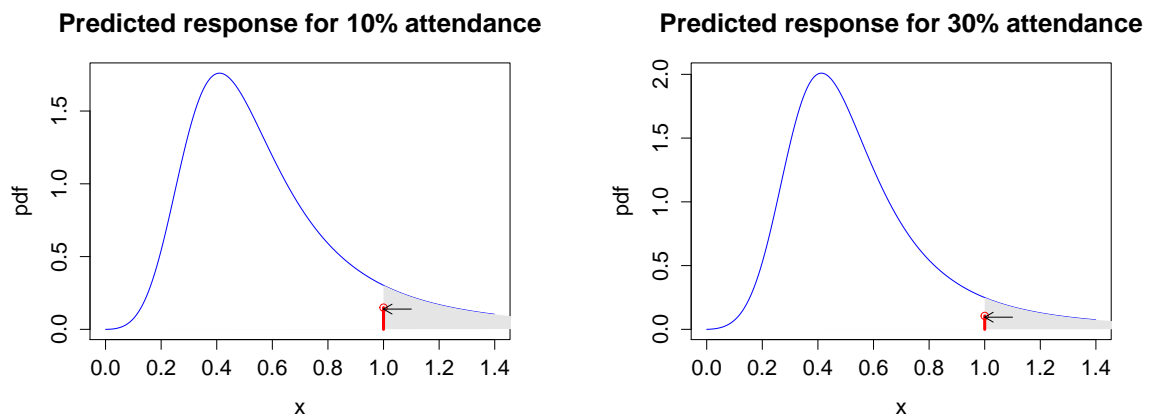 Predicted response for 10% attendance
pdf
0.0 0.5 1.0 1.5
0.0 0.2 0.4 0.6 0.8 1.0 1.2 1.4
x
Predicted response for 30% attendance
pdf
0.0 0.5 1.0 1.5 2.0
0.0 0.2 0.4 0.6 0.8 1.0 1.2 1.4
x